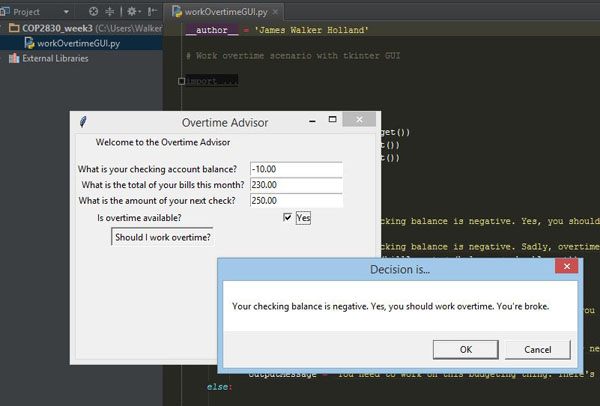 Project
workOvertimeGUI.py
COP2830_week3 (C:\Users\Walker
workOvertimeGUI.py
External Libraries
__author__ = 'James Walker Holland'
# Work overtime scenario with tkinter GUI
import ...
get())
t())
t())
cking balance is negative. Yes, you shoul
cking balance is negative. Sadly, overtime
you
ne
outputMessage = "You need to work on this budgeting thing. There's
else:
Overtime Advisor
Welcome to the Overtime Advisor
What is your checking account balance? -10.00
What is the total of your bills this month? 230.00
What is the amount of your next check? 250.00
Is overtime available? Yes
Should I work overtime?
Decision is...
Your checking balance is negative. Yes, you should work overtime. You're broke.
OK Cancel